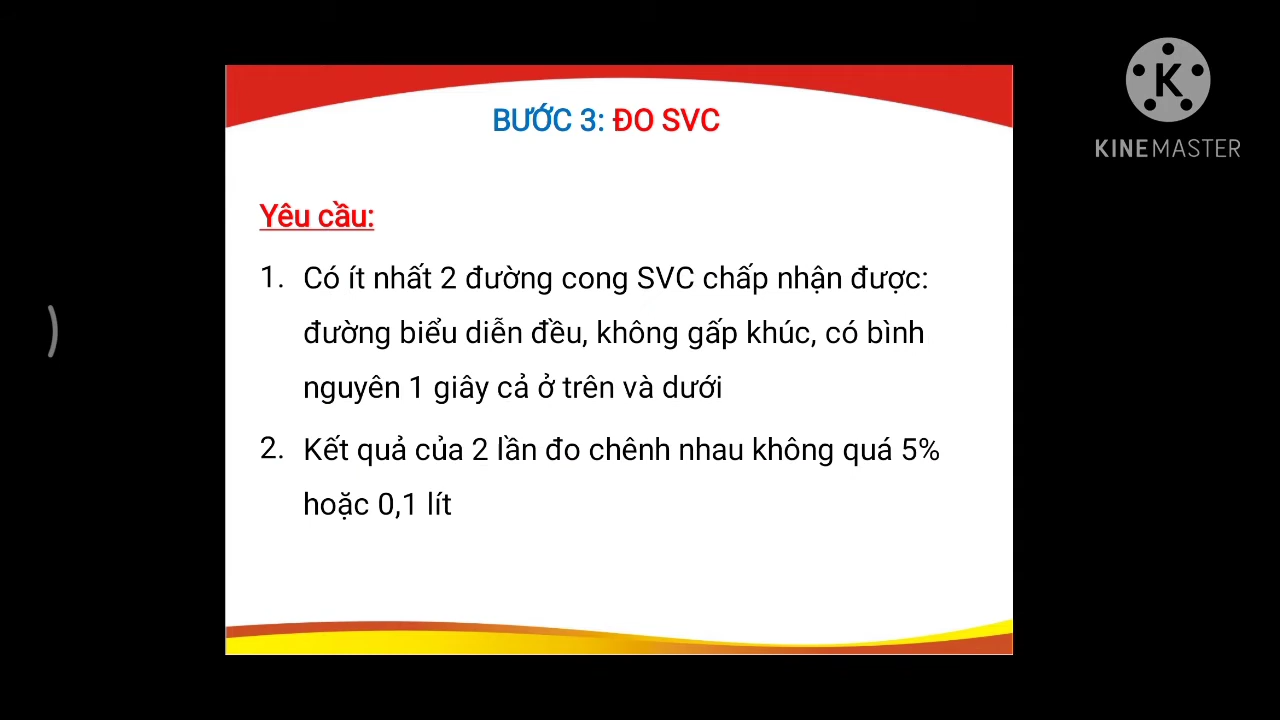 BƯỚC 3: ĐO SVC
Yêu cầu:
1. Có ít nhất 2 đường cong SVC chấp nhận được:
đường biểu diễn đều, không gấp khúc, có bình
nguyên 1 giây cả ở trên và dưới
2. Kết quả của 2 lần đo chênh nhau không quá 5%
hoặc 0,1 lít
K
KINEMASTER